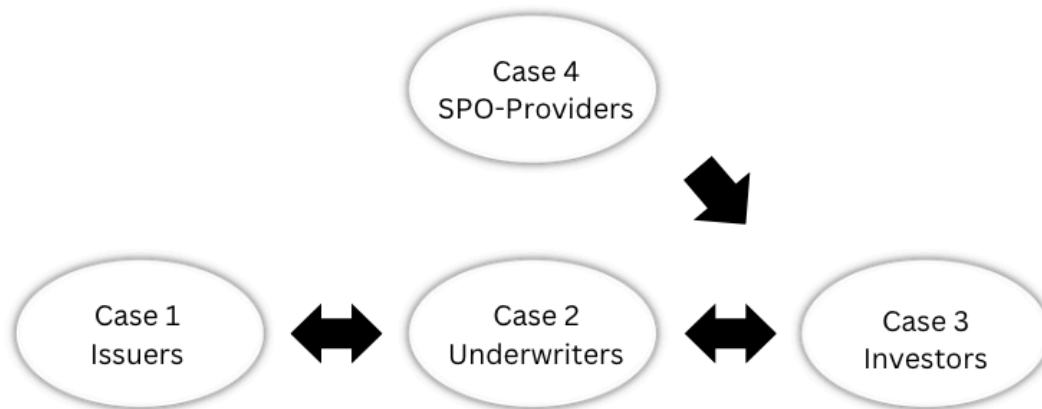 Case 4
SPO-Providers
Case 1
Issuers
Case 2
Underwriters
Case 3
Investors